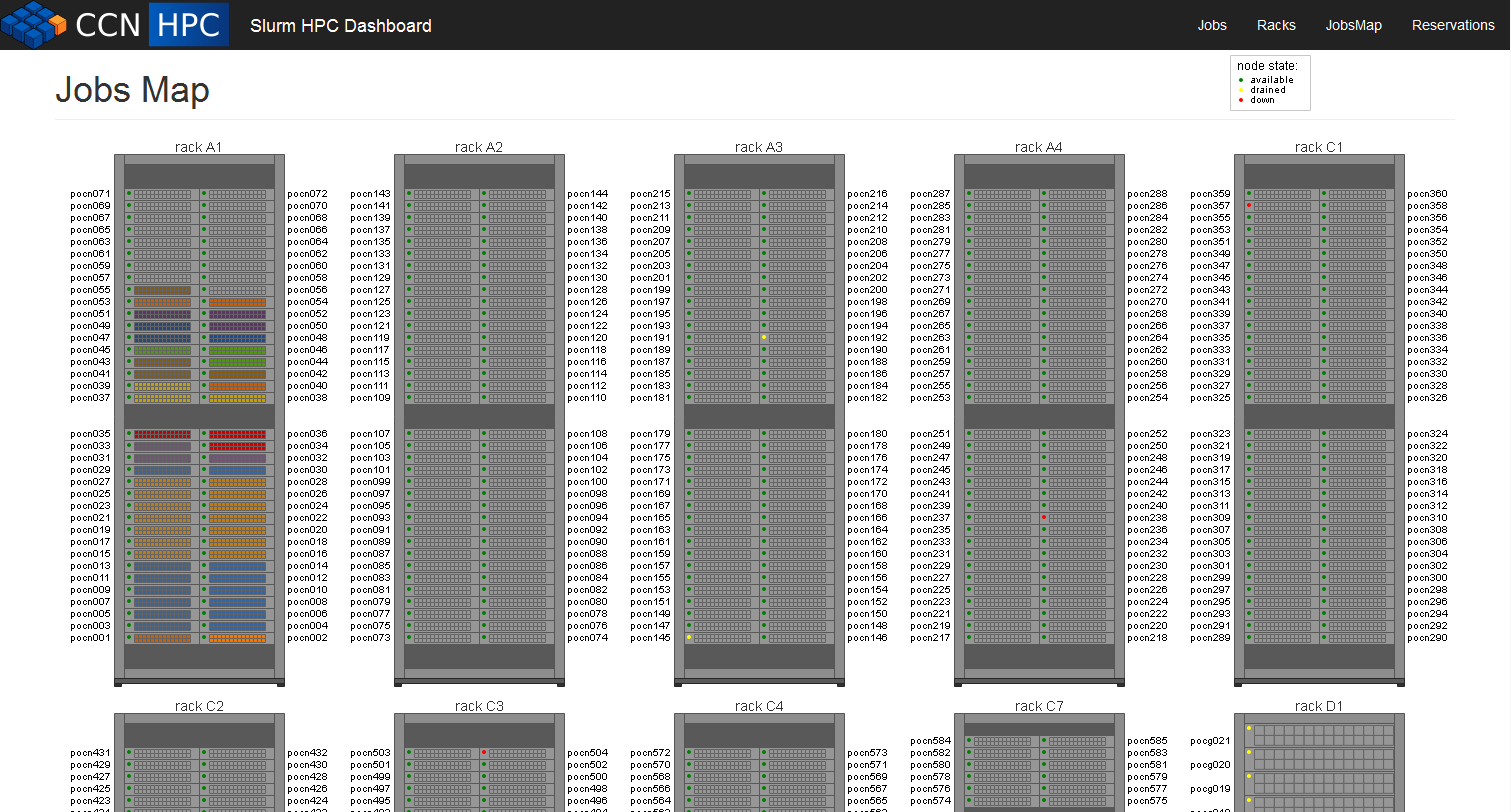 CCN HPC Slurm HPC Dashboard Jobs Racks JobsMap Reservations
Jobs Map
node state:
available
drained
down
rack A1 rack A2 rack A3 rack A4 rack C1
pocn071 pocn072 pocn143 pocn144 pocn215 pocn216 pocn287 pocn288 pocn359 pocn360
pocn069 pocn070 pocn141 pocn142 pocn213 pocn214 pocn285 pocn286 pocn357 pocn358
pocn067 pocn068 pocn139 pocn140 pocn211 pocn212 pocn283 pocn284 pocn355 pocn356
pocn065 pocn066 pocn137 pocn138 pocn209 pocn210 pocn281 pocn282 pocn353 pocn354
pocn063 pocn064 pocn135 pocn136 pocn207 pocn208 pocn279 pocn280 pocn351 pocn352
pocn061 pocn062 pocn133 pocn134 pocn205 pocn206 pocn277 pocn278 pocn349 pocn350
pocn059 pocn060 pocn131 pocn132 pocn203 pocn204 pocn275 pocn276 pocn347 pocn348
pocn057 pocn058 pocn129 pocn130 pocn201 pocn202 pocn273 pocn274 pocn345 pocn346
pocn055 pocn056 pocn127 pocn128 pocn199 pocn200 pocn271 pocn272 pocn343 pocn344
pocn053 pocn054 pocn125 pocn126 pocn197 pocn198 pocn269 pocn270 pocn341 pocn342
pocn051 pocn052 pocn123 pocn124 pocn195 pocn196 pocn267 pocn268 pocn339 pocn340
pocn049 pocn050 pocn121 pocn122 pocn193 pocn194 pocn265 pocn266 pocn337 pocn338
pocn047 pocn048 pocn119 pocn120 pocn191 pocn192 pocn263 pocn264 pocn335 pocn336
pocn045 pocn046 pocn117 pocn118 pocn189 pocn190 pocn261 pocn262 pocn333 pocn334
pocn043 pocn044 pocn115 pocn116 pocn187 pocn188 pocn259 pocn260 pocn331 pocn332
pocn041 pocn042 pocn113 pocn114 pocn185 pocn186 pocn257 pocn258 pocn329 pocn330
pocn039 pocn040 pocn111 pocn112 pocn183 pocn184 pocn255 pocn256 pocn327 pocn328
pocn037 pocn038 pocn109 pocn110 pocn181 pocn182 pocn253 pocn254 pocn325 pocn326
pocn035 pocn036 pocn107 pocn108 pocn179 pocn180 pocn251 pocn252 pocn323 pocn324
pocn033 pocn034 pocn105 pocn106 pocn177 pocn178 pocn249 pocn250 pocn321 pocn322
pocn031 pocn032 pocn103 pocn104 pocn175 pocn176 pocn247 pocn248 pocn319 pocn320
pocn029 pocn030 pocn101 pocn102 pocn173 pocn174 pocn245 pocn246 pocn317 pocn318
pocn027 pocn028 pocn099 pocn100 pocn171 pocn172 pocn243 pocn244 pocn315 pocn316
pocn025 pocn026 pocn097 pocn098 pocn169 pocn170 pocn241 pocn242 pocn313 pocn314
pocn023 pocn024 pocn095 pocn096 pocn167 pocn168 pocn239 pocn240 pocn311 pocn312
pocn021 pocn022 pocn093 pocn094 pocn165 pocn166 pocn237 pocn238 pocn309 pocn310
pocn019 pocn020 pocn091 pocn092 pocn163 pocn164 pocn235 pocn236 pocn307 pocn308
pocn017 pocn018 pocn089 pocn090 pocn161 pocn162 pocn233 pocn234 pocn305 pocn306
pocn015 pocn016 pocn087 pocn088 pocn159 pocn160 pocn231 pocn232 pocn303 pocn304
pocn013 pocn014 pocn085 pocn086 pocn157 pocn158 pocn229 pocn230 pocn301 pocn302
pocn011 pocn012 pocn083 pocn084 pocn155 pocn156 pocn227 pocn228 pocn299 pocn300
pocn009 pocn010 pocn081 pocn082 pocn153 pocn154 pocn225 pocn226 pocn297 pocn298
pocn007 pocn008 pocn079 pocn080 pocn151 pocn152 pocn223 pocn224 pocn295 pocn296
pocn005 pocn006 pocn077 pocn078 pocn149 pocn150 pocn221 pocn222 pocn293 pocn294
pocn003 pocn004 pocn075 pocn076 pocn147 pocn148 pocn219 pocn220 pocn291 pocn292
pocn001 pocn002 pocn073 pocn074 pocn145 pocn146 pocn217 pocn218 pocn289 pocn290
rack C2 rack C3 rack C4 rack C7 rack D1
pocn584 pocn585 pocg021
pocn431 pocn432 pocn503 pocn504 pocn572 pocn573 pocn582 pocn583
pocn429 pocn430 pocn501 pocn502 pocn570 pocn571 pocn580 pocn581 pocg020
pocn427 pocn428 pocn499 pocn500 pocn568 pocn569 pocn578 pocn579
pocn425 pocn426 pocn497 pocn498 pocn566 pocn567 pocn576 pocn577 pocg019
pocn423 pocn424 pocn495 pocn496 pocn564 pocn565 pocn574 pocn575